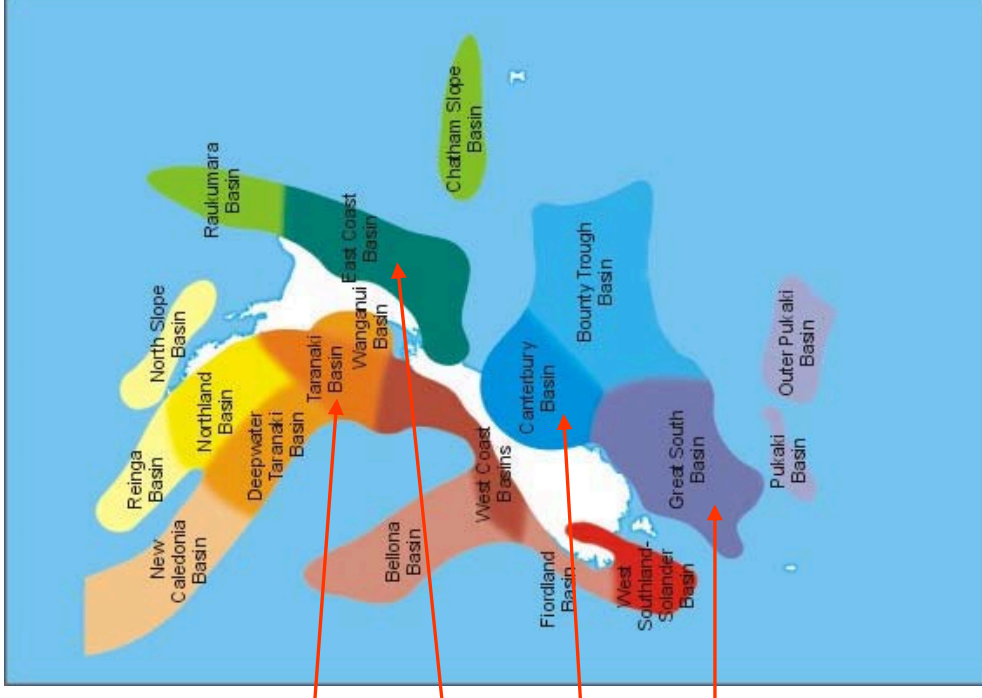 Raukumara
Basin
North Slope
Basin
Reinga
Basin
Northland
Basin
New
Caledonia
Basin
Deepwater
Taranaki
Basin
Taranaki
Basin
Wanganui
Basin
East Coast
Basin
Chatham Slope
Basin
Bellona
Basin
West Coast
Basins
Canterbury
Basin
Bounty Trough
Basin
Fiordland
Basin
West
Southland-
Solander
Basin
Great South
Basin
Pukaki
Basin
Outer Pukaki
Basin